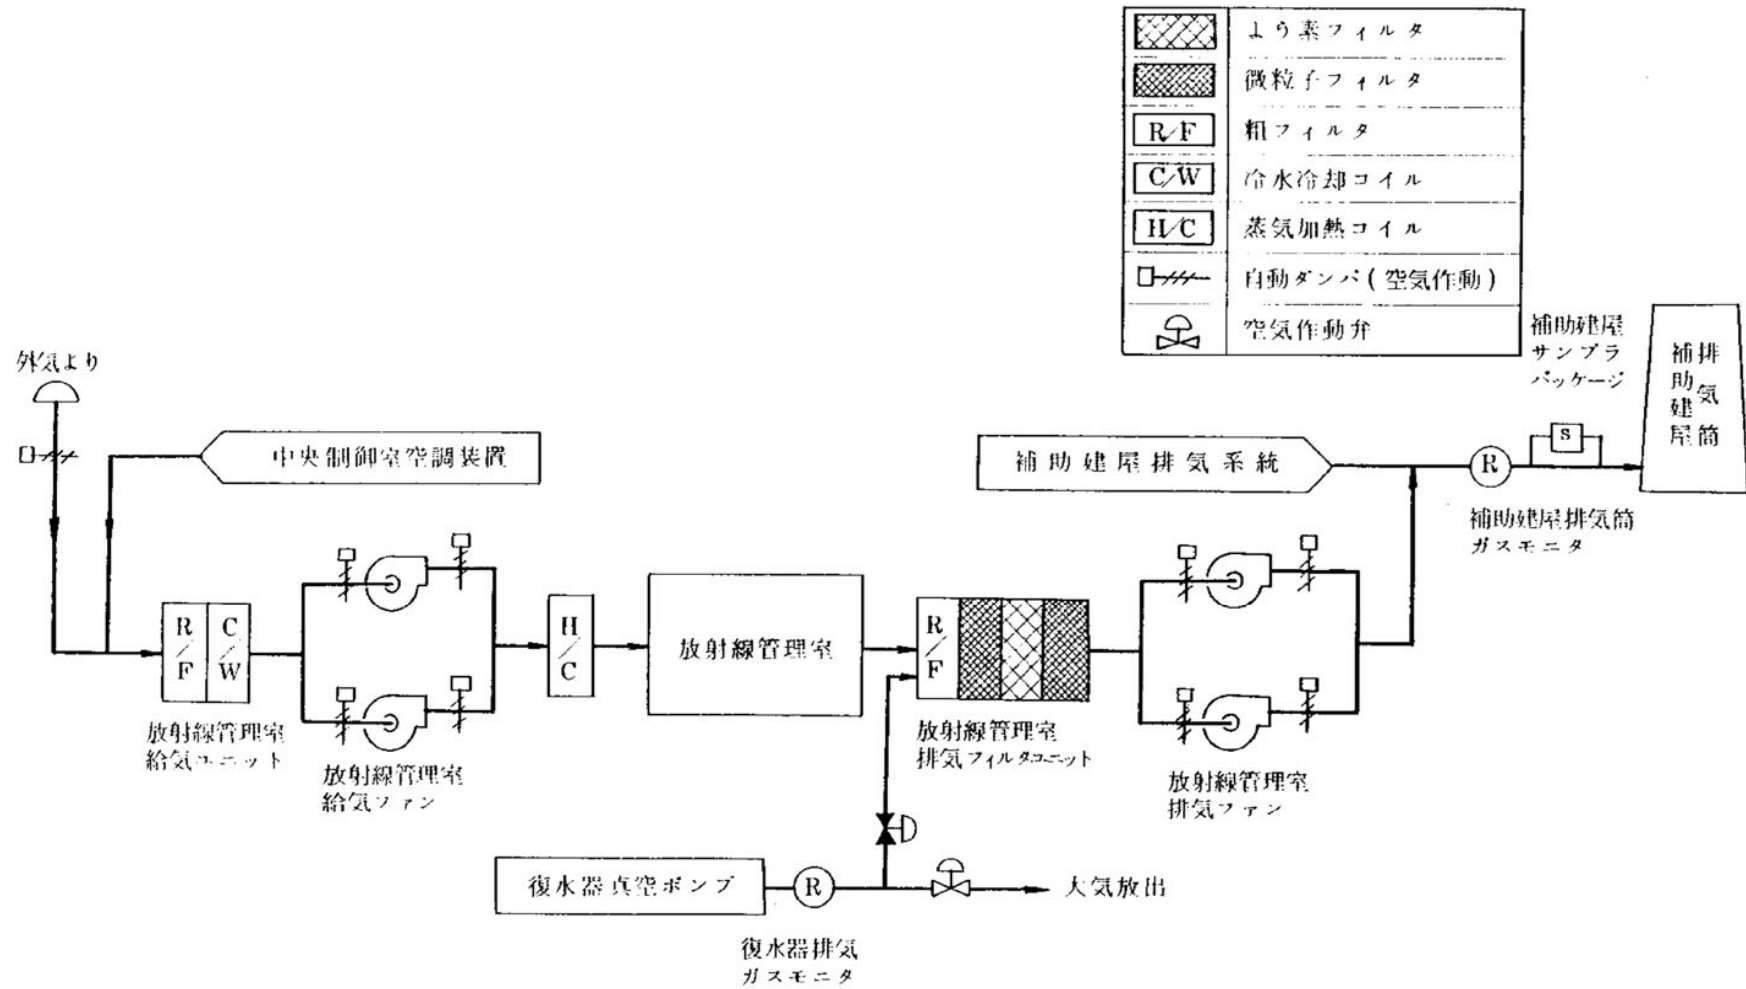 よう素フィルタ
微粒子フィルタ
R/F
粗フィルタ
C/W
冷水冷却コイル
H/C
蒸気加熱コイル
自動ダンパ(空気作動)
空気作動弁
補助建屋
サンプラ
パッケージ
補助建屋
排気筒
外気より
中央制御室空調装置
補助建屋排気系統
R
S
補助建屋排気筒
ガスモニタ
R/F
C/W
H/C
放射線管理室
R/F
放射線管理室
給気ユニット
放射線管理室
給気ファン
放射線管理室
排気フィルタユニット
放射線管理室
排気ファン
復水器真空ポンプ
R
大気放出
復水器排気
ガスモニタ